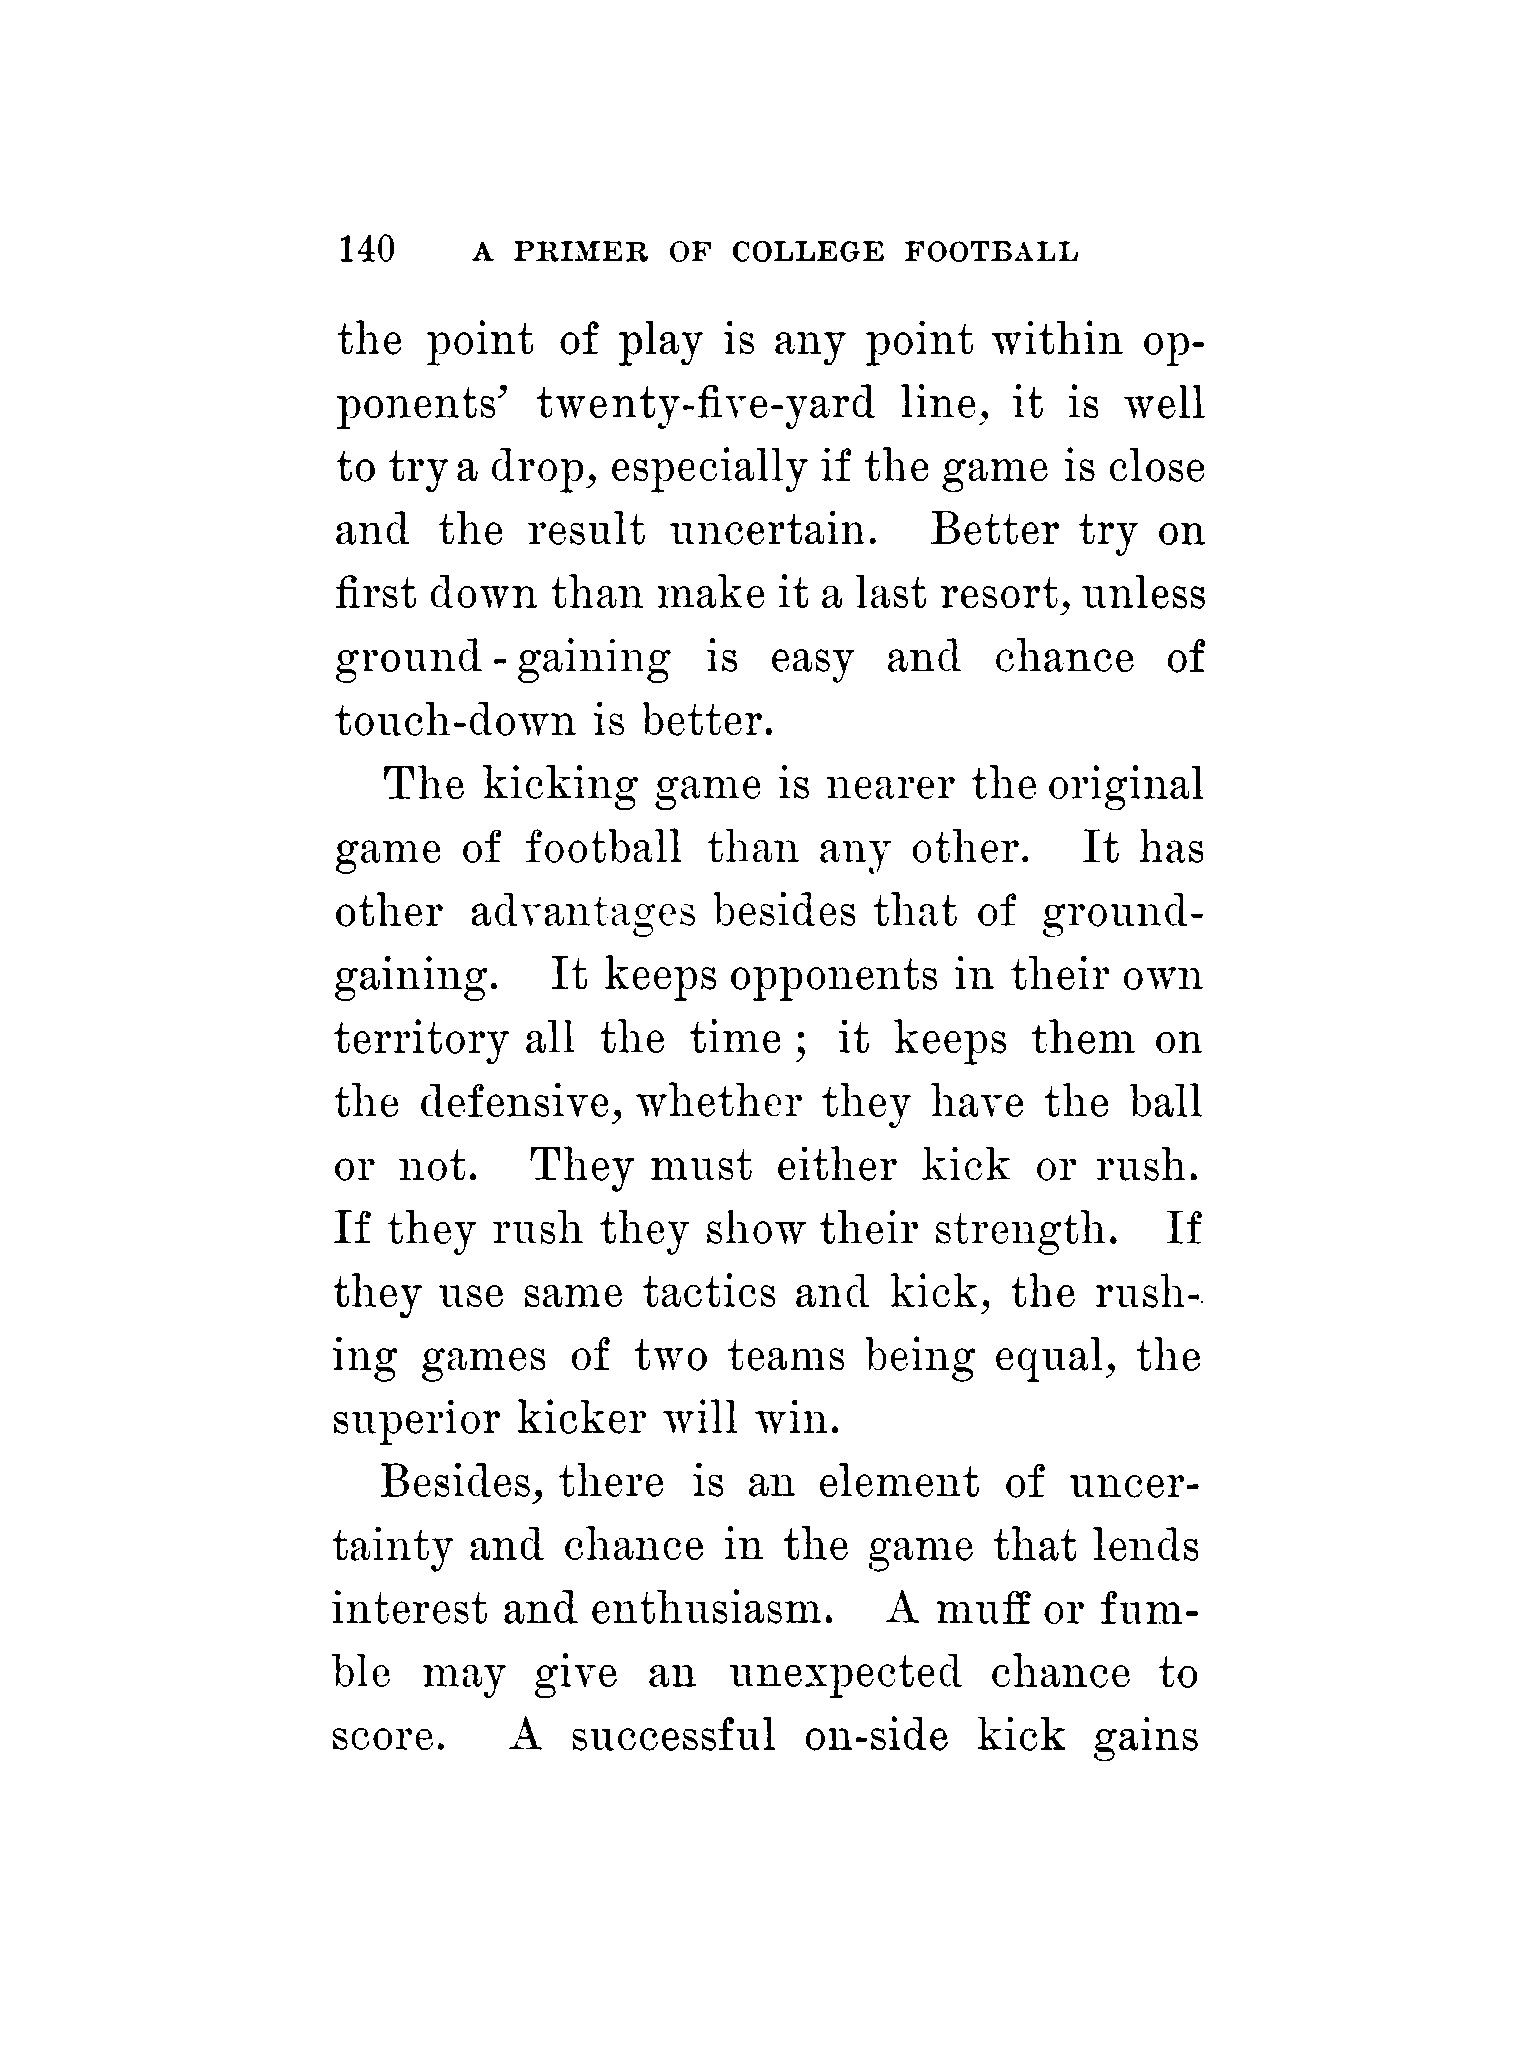 140 A PRIMER OF COLLEGE FOOTBALL
the point of play is any point within op-
ponents' twenty-five-yard line, it is well
to try a drop, especially if the game is close
and the result uncertain. Better try on
first down than make it a last resort, unless
ground-gaining is easy and chance of
touch-down is better.
The kicking game is nearer the original
game of football than any other. It has
other advantages besides that of ground-
gaining. It keeps opponents in their own
territory all the time; it keeps them on
the defensive, whether they have the ball
or not. They must either kick or rush.
If they rush they show their strength. If
they use same tactics and kick, the rush-
ing games of two teams being equal, the
superior kicker will win.
Besides, there is an element of uncer-
tainty and chance in the game that lends
interest and enthusiasm. A muff or fum-
ble may give an unexpected chance to
score. A successful on-side kick gains